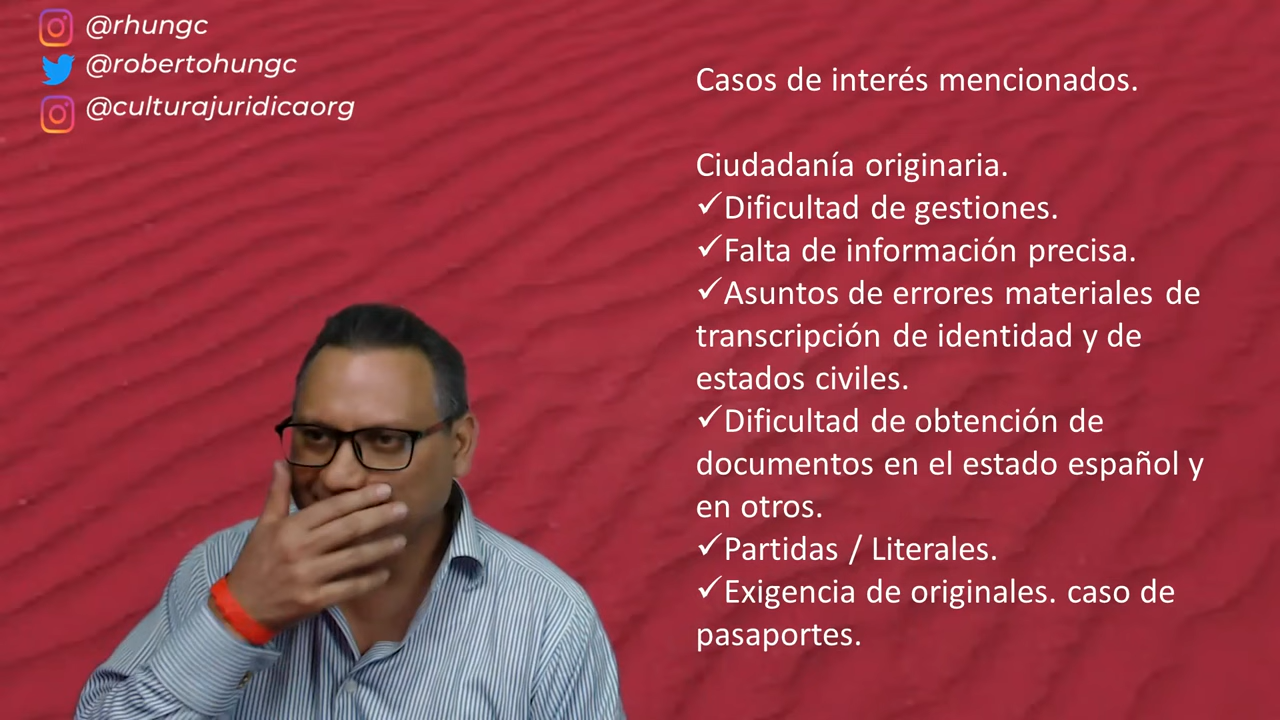 @rhungc
@robertohungc
@culturajuridicaorg
Casos de interés mencionados.
Ciudadanía originaria.
✓Dificultad de gestiones.
✓Falta de información precisa.
✓Asuntos de errores materiales de
transcripción de identidad y de
estados civiles.
✓Dificultad de obtención de
documentos en el estado español y
en otros.
✓Partidas / Literales.
✓Exigencia de originales. caso de
pasaportes.